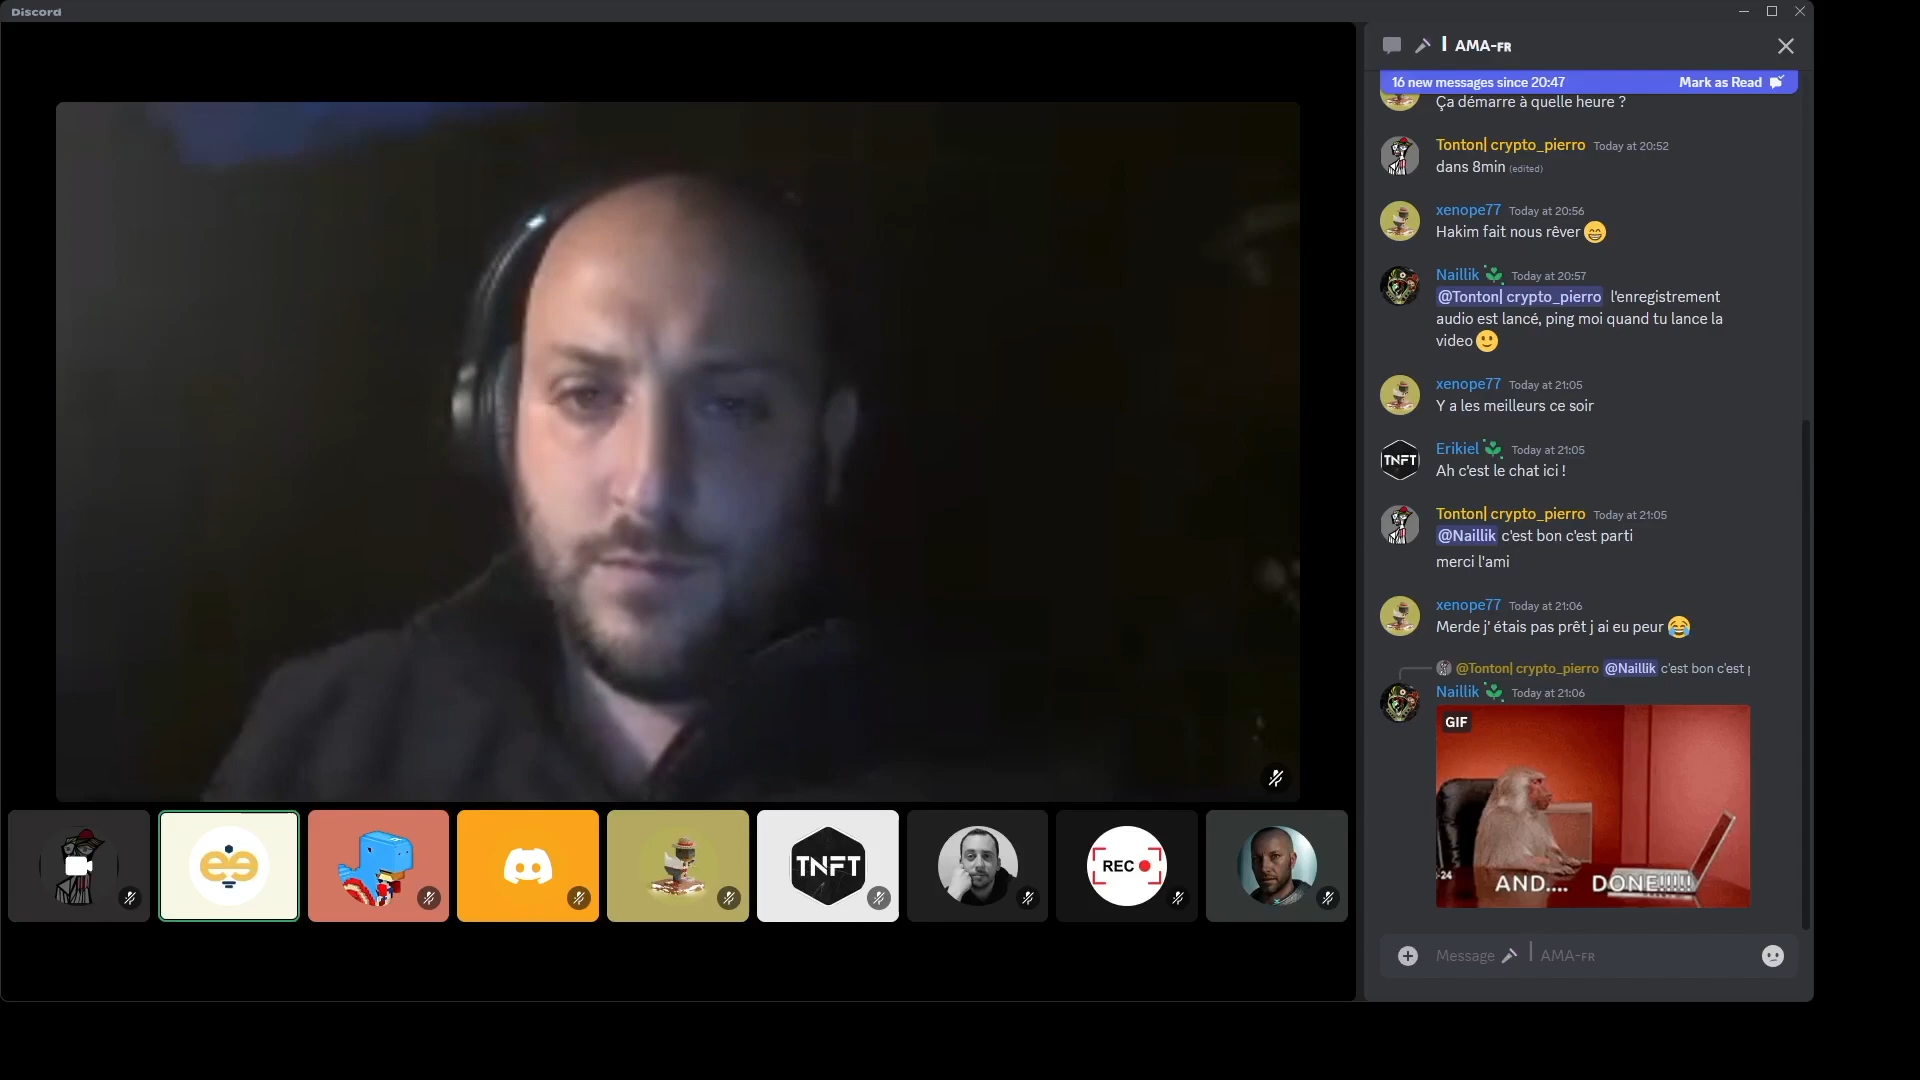 Discord
AMA-FR
16 new messages since 20:47 Mark as Read
Ça démarre à quelle heure ?
Tonton| crypto_pierro Today at 20:52
dans 8min (edited)
xenope77 Today at 20:56
Hakim fait nous rêver
Naillik Today at 20:57
@Tonton| crypto_pierro l'enregistrement
audio est lancé, ping moi quand tu lance la
video
xenope77 Today at 21:05
Y a les meilleurs ce soir
Erikiel Today at 21:05
TNFT
Ah c'est le chat ici !
Tonton| crypto_pierro Today at 21:05
@Naillik c'est bon c'est parti
merci l'ami
xenope77 Today at 21:06
Merde j' étais pas prêt j ai eu peur
@Tonton| crypto_pierro @Naillik c'est bon c'est
Naillik Today at 21:06
GIF
-24
AND.... DONE!!!!!
TNFT
REC
Message AMA-FR